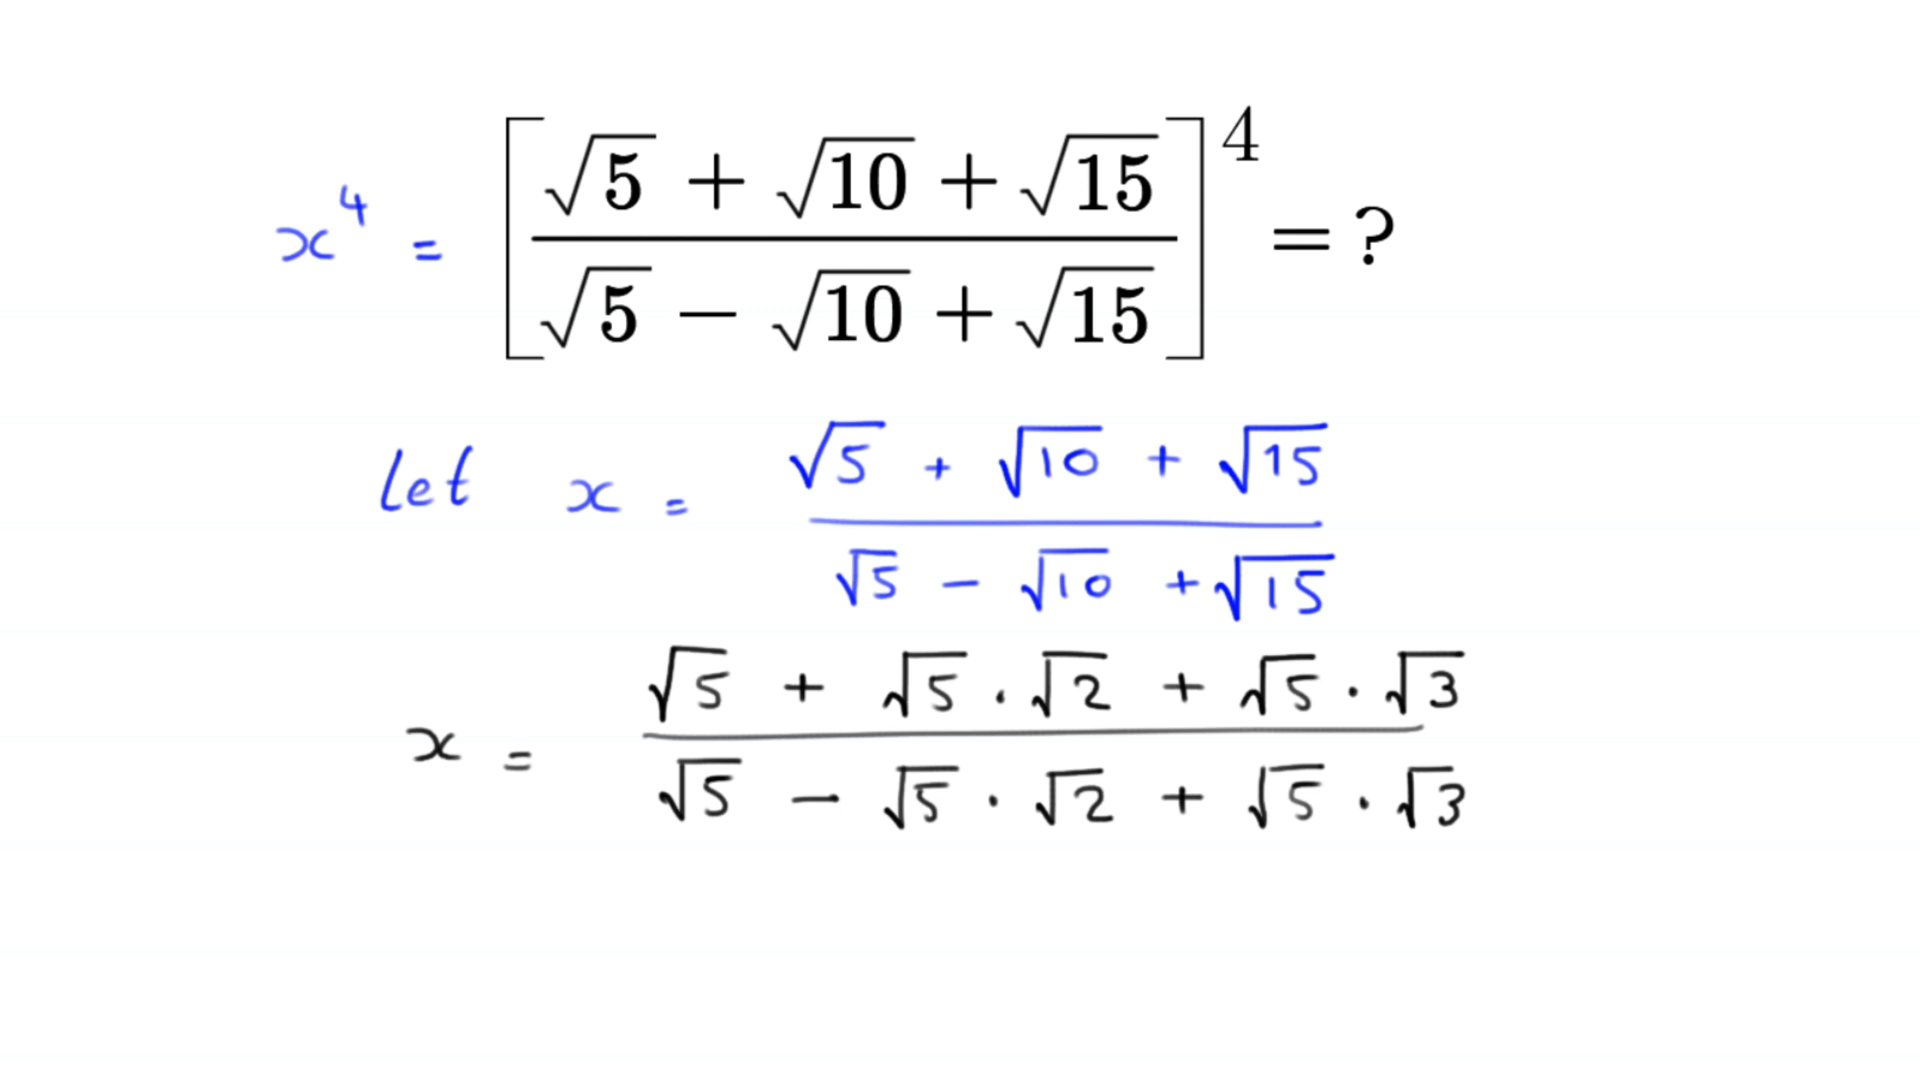 x⁴ = [(√5 + √10 + √15)/(√5 − √10 + √15)]⁴ = ?
let x = (√5 + √10 + √15)/(√5 − √10 + √15)
x = (√5 + √5 · √2 + √5 · √3)/(√5 − √5 · √2 + √5 · √3)